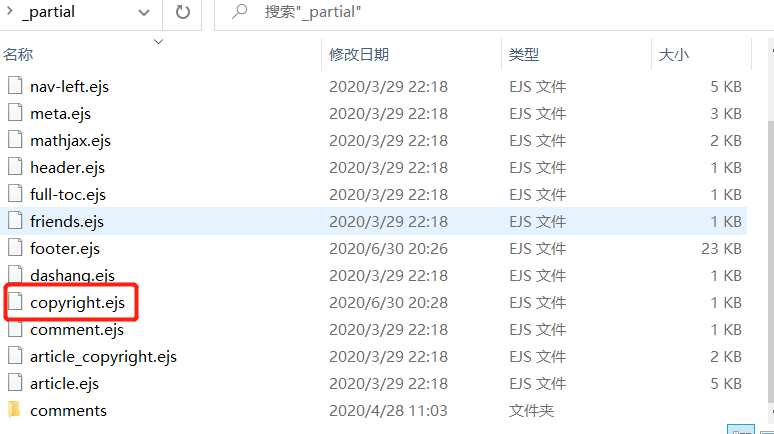 _partial
搜索"_partial"
名称 修改日期 类型 大小
nav-left.ejs 2020/3/29 22:18 EJS 文件 5 KB
meta.ejs 2020/3/29 22:18 EJS 文件 3 KB
mathjax.ejs 2020/3/29 22:18 EJS 文件 2 KB
header.ejs 2020/3/29 22:18 EJS 文件 1 KB
full-toc.ejs 2020/3/29 22:18 EJS 文件 1 KB
friends.ejs 2020/3/29 22:18 EJS 文件 1 KB
footer.ejs 2020/6/30 20:26 EJS 文件 23 KB
dashang.ejs 2020/3/29 22:18 EJS 文件 1 KB
copyright.ejs 2020/6/30 20:28 EJS 文件 1 KB
comment.ejs 2020/3/29 22:18 EJS 文件 1 KB
article_copyright.ejs 2020/3/29 22:18 EJS 文件 2 KB
article.ejs 2020/3/29 22:18 EJS 文件 5 KB
comments 2020/4/28 11:03 文件夹